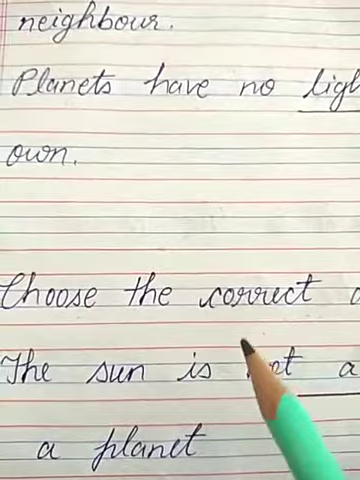 neighbour.
Planets have no
own.
Choose the correct
The sun is
a planet